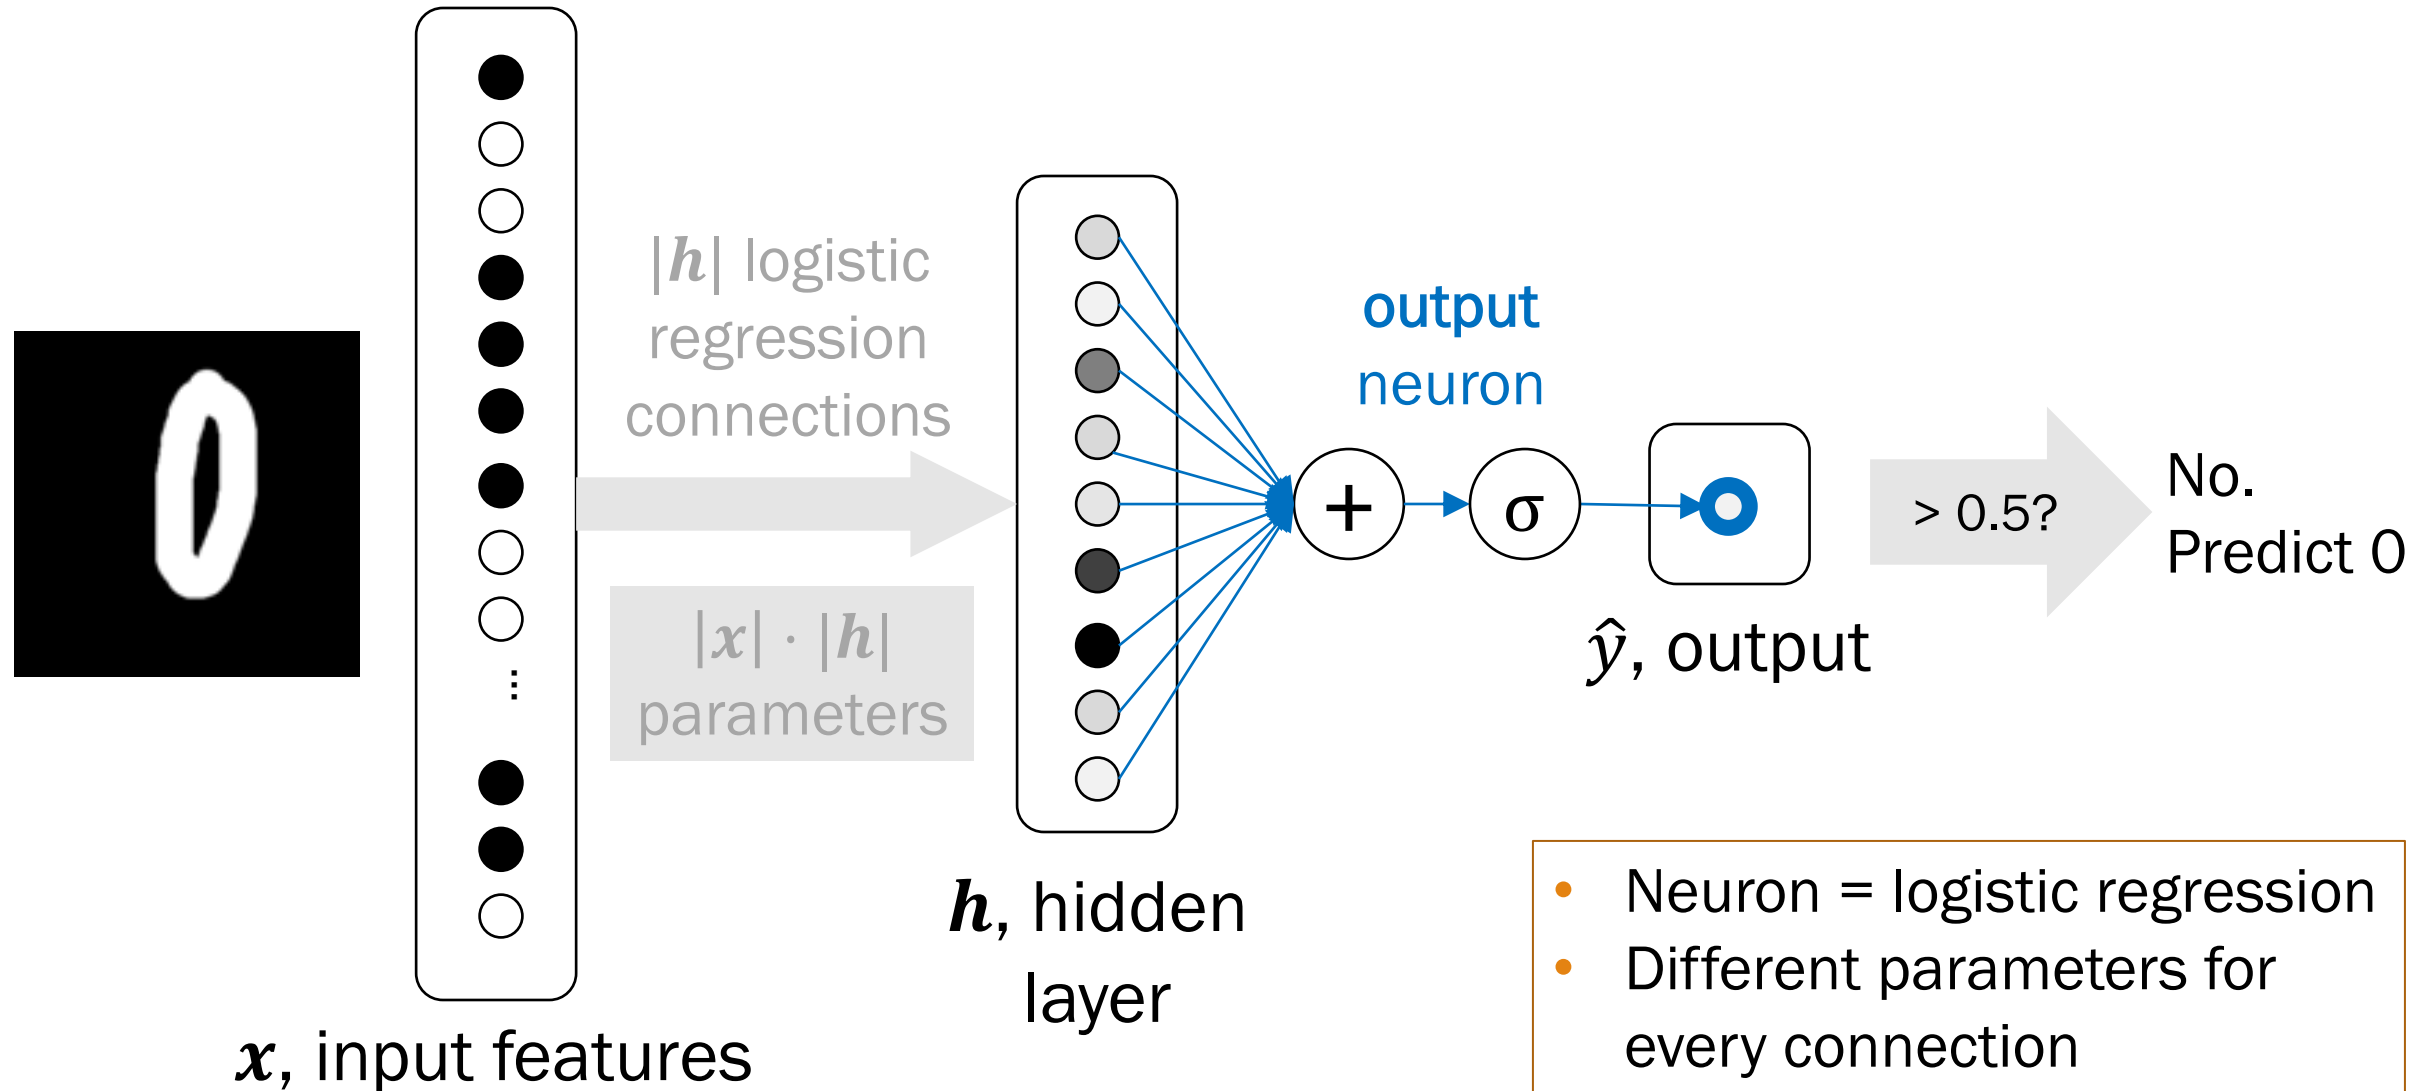 |h| logistic
regression
connections
|x| · |h|
parameters
x, input features
h, hidden
layer
output
neuron
+
σ
ŷ, output
> 0.5?
No.
Predict 0
• Neuron = logistic regression
• Different parameters for
every connection
0
⋮